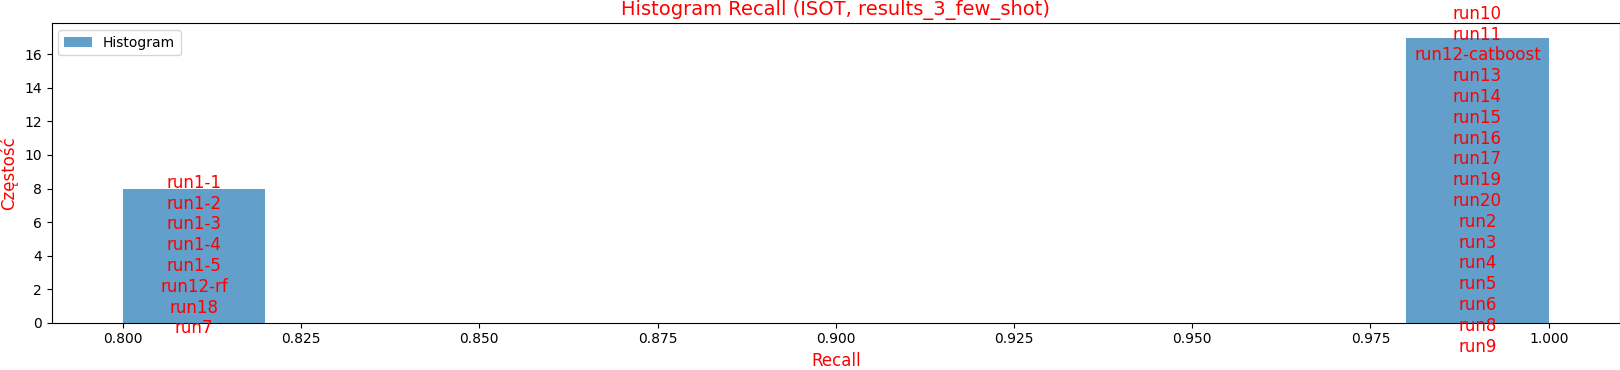 Histogram Recall (ISOT, results_3_few_shot)
Histogram
Częstość
16
14
12
10
8
6
4
2
0
run1-1
run1-2
run1-3
run1-4
run1-5
run12-rf
run18
run7
run10
run11
run12-catboost
run13
run14
run15
run16
run17
run19
run20
run2
run3
run4
run5
run6
run8
run9
0.800 0.825 0.850 0.875 0.900 0.925 0.950 0.975 1.000
Recall